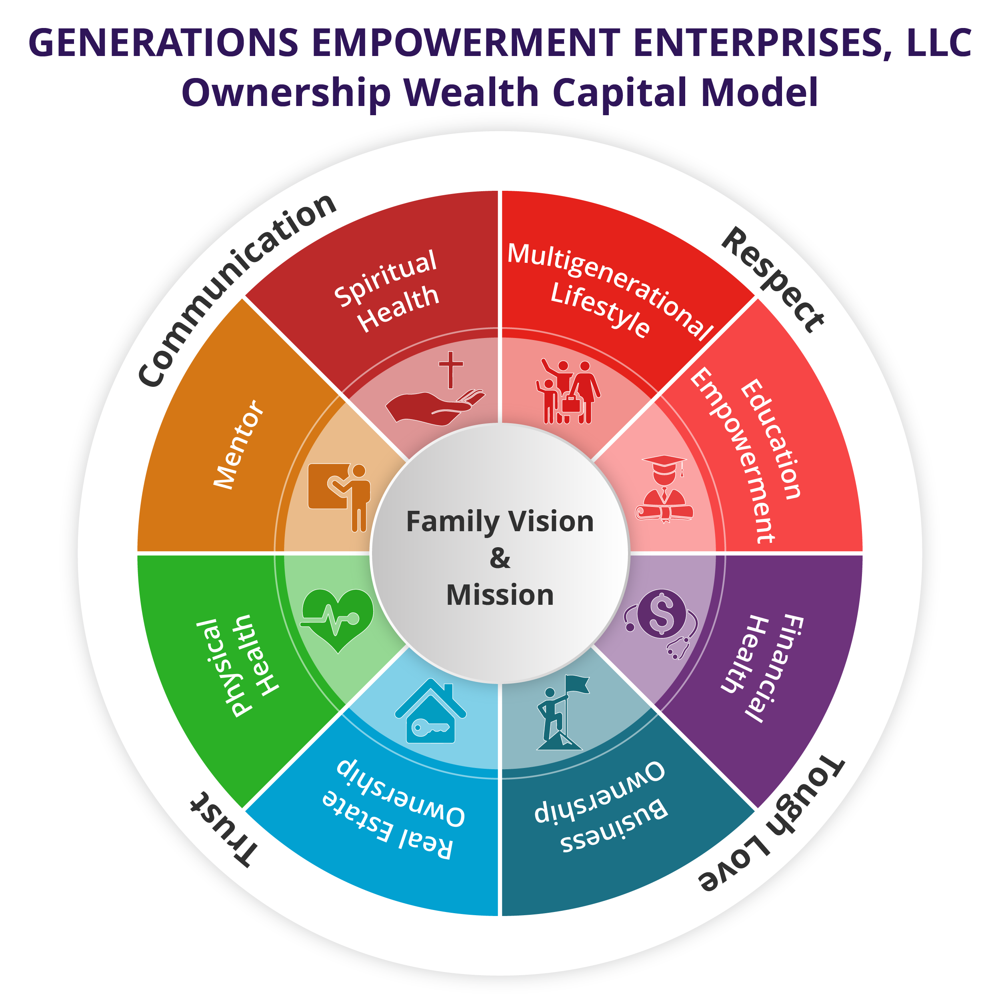 GENERATIONS EMPOWERMENT ENTERPRISES, LLC
Ownership Wealth Capital Model
Communication
Respect
Tough Love
Trust
Spiritual
Health
Multigenerational
Lifestyle
Education
Empowerment
Financial
Health
Business
Ownership
Real Estate
Ownership
Physical
Health
Mentor
Family Vision
&
Mission
$